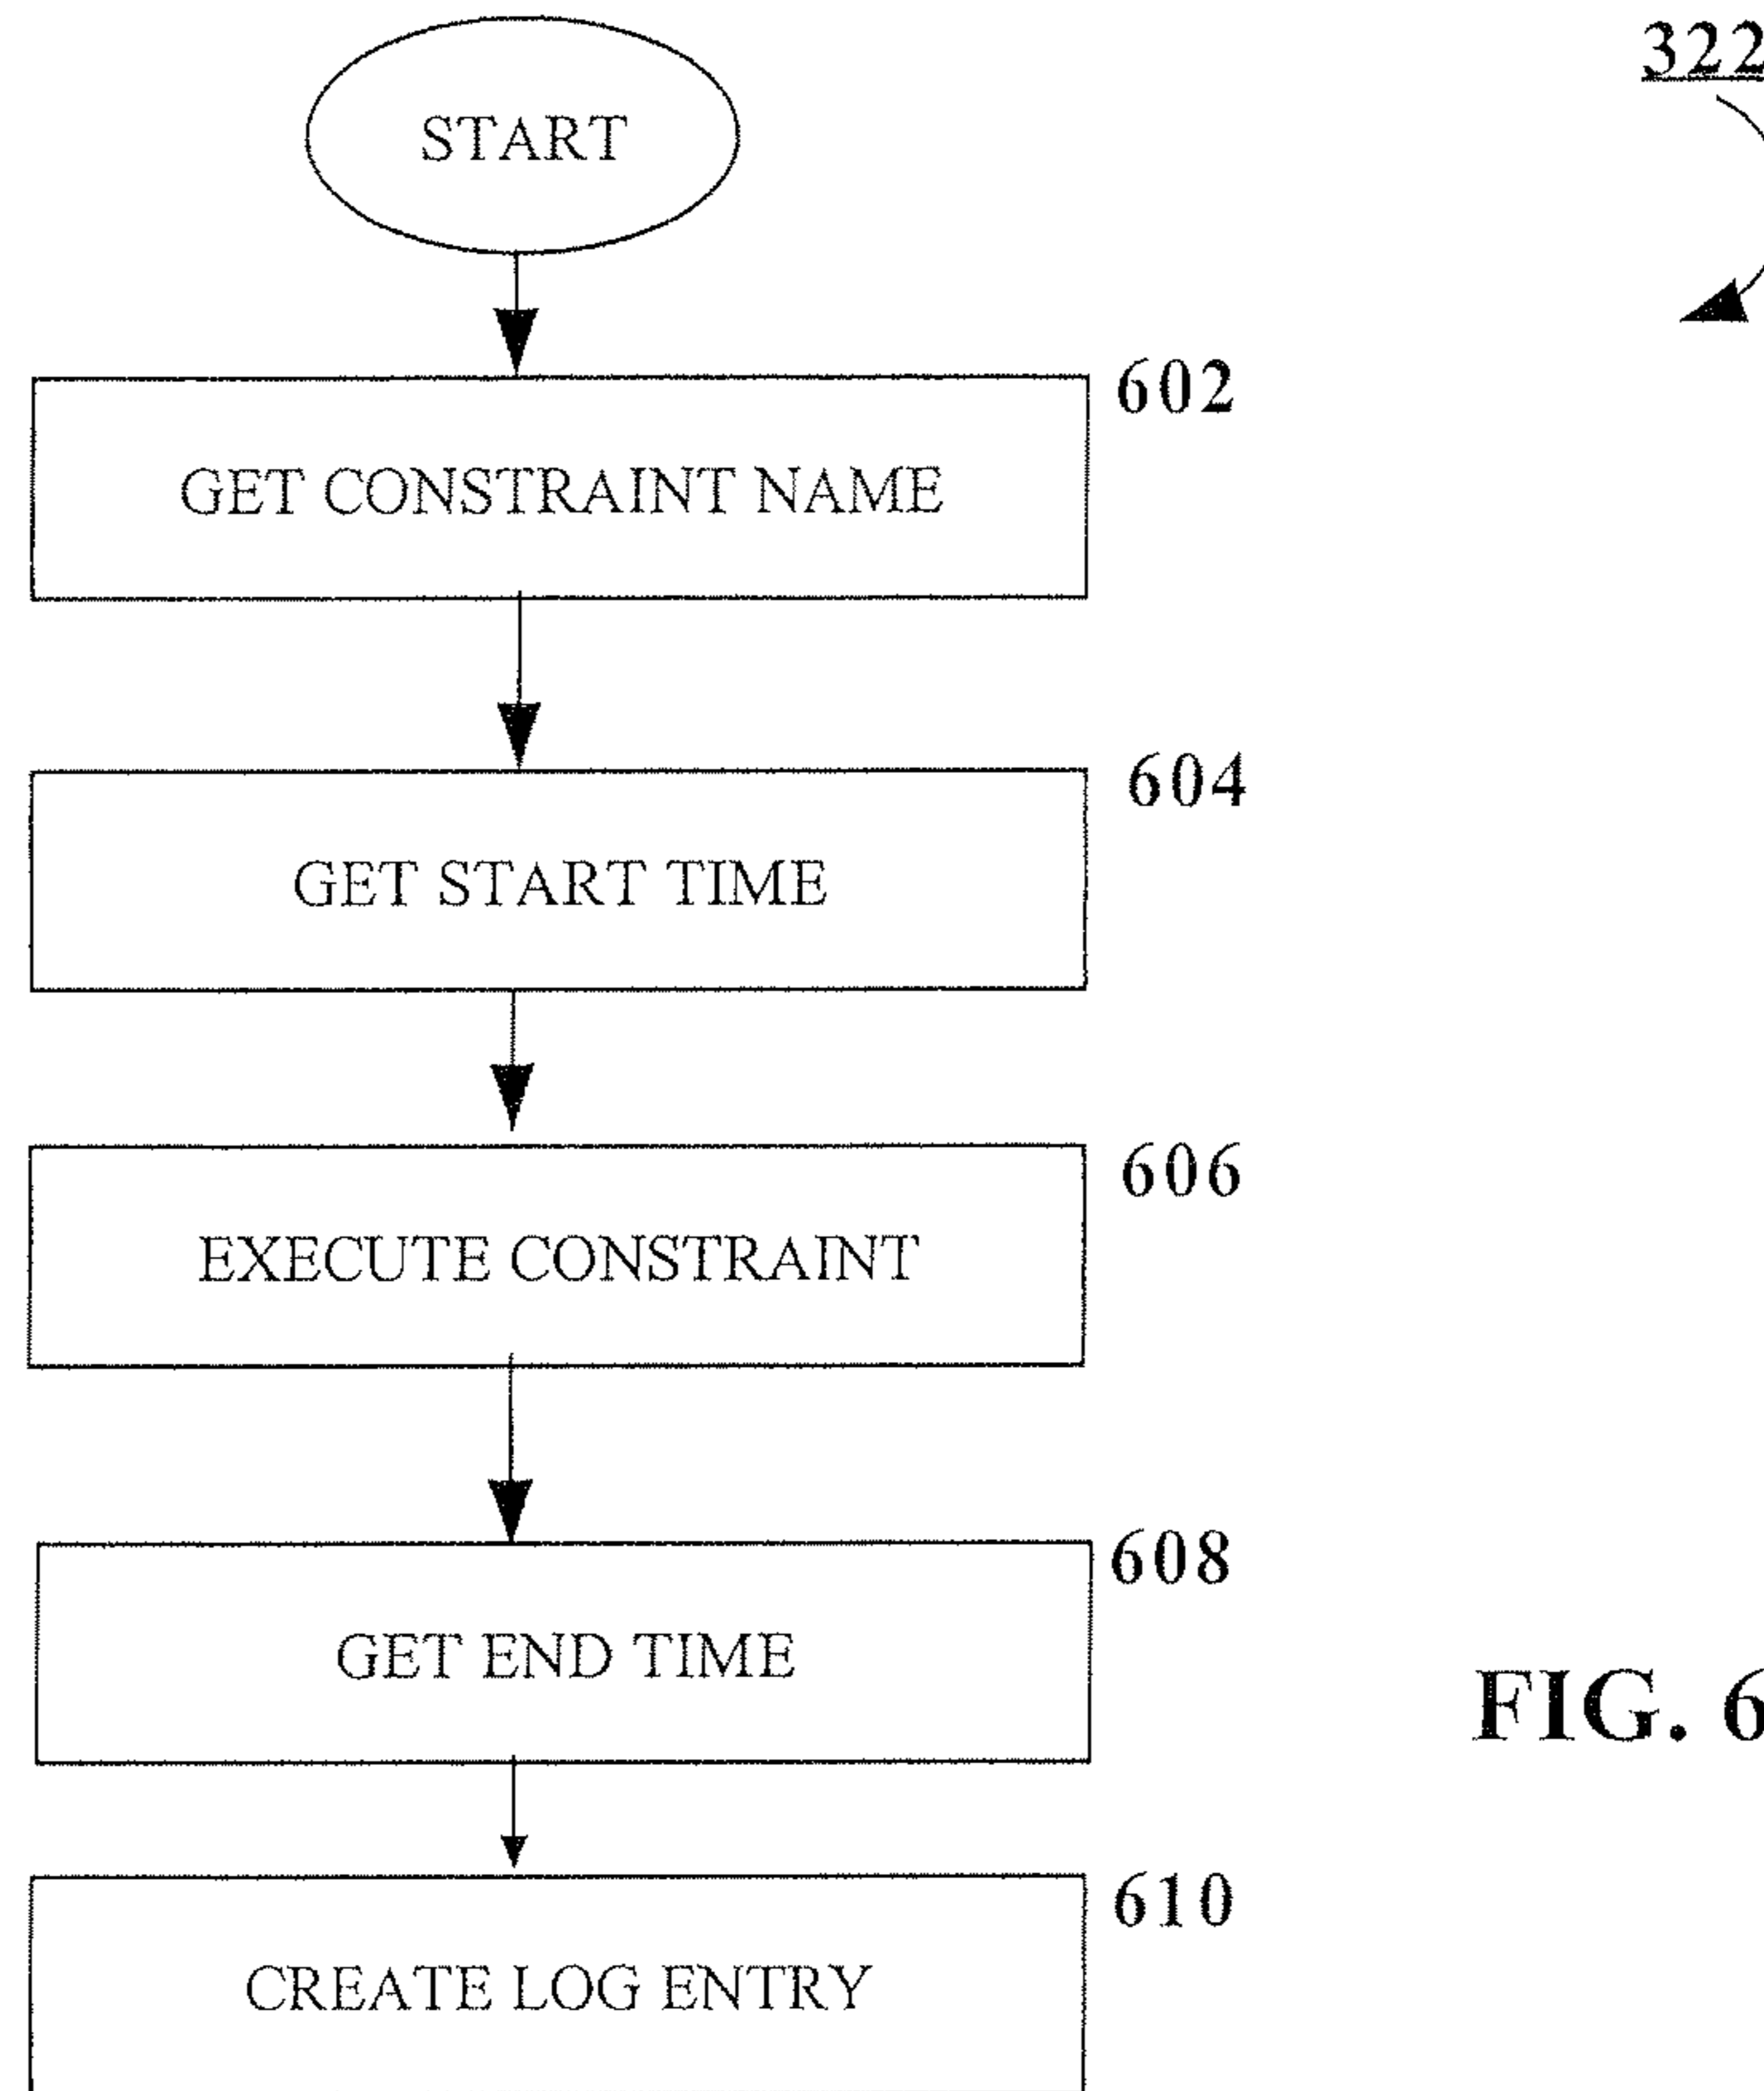 START
322
602
GET CONSTRAINT NAME
604
GET START TIME
606
EXECUTE CONSTRAINT
608
GET END TIME
FIG. 6
610
CREATE LOG ENTRY